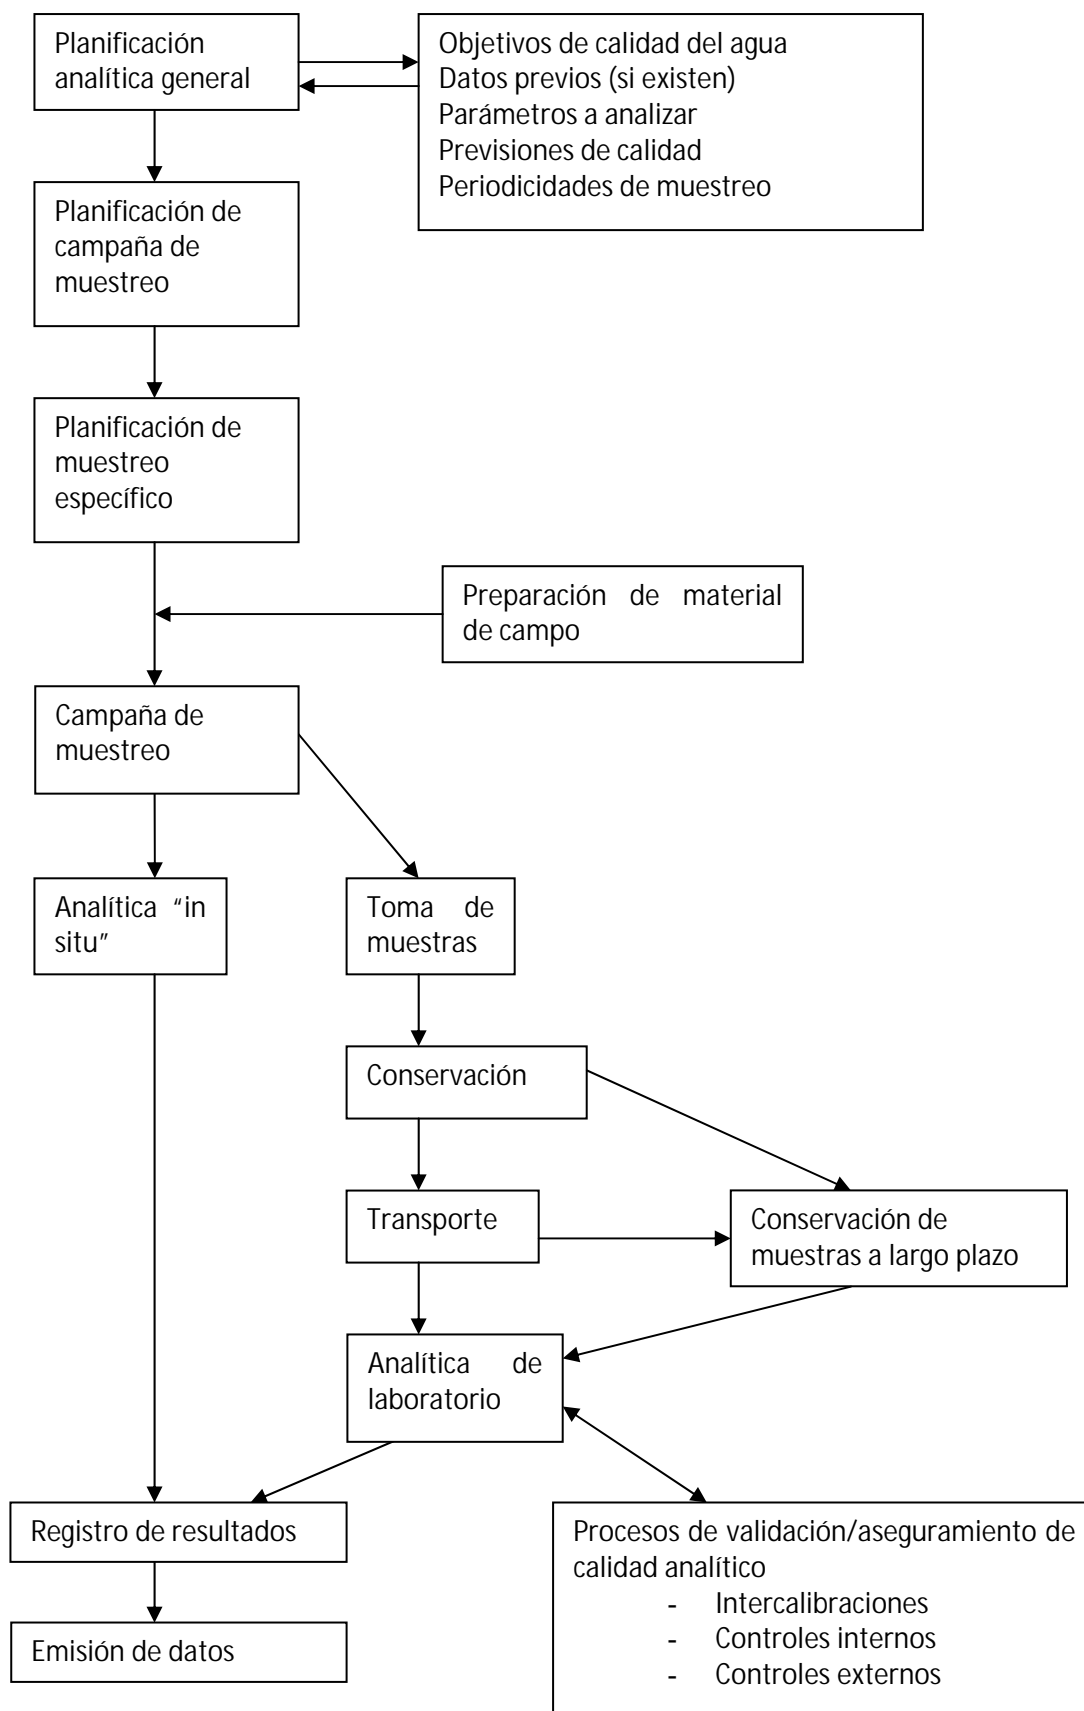 Planificación
analítica general
Objetivos de calidad del agua
Datos previos (si existen)
Parámetros a analizar
Previsiones de calidad
Periodicidades de muestreo
Planificación de
campaña de
muestreo
Planificación de
muestreo
específico
Preparación de material
de campo
Campaña de
muestreo
Analítica “in
situ”
Toma de
muestras
Conservación
Transporte
Conservación de
muestras a largo plazo
Analítica de
laboratorio
Registro de resultados
Procesos de validación/aseguramiento de
calidad analítico
- Intercalibraciones
- Controles internos
- Controles externos
Emisión de datos